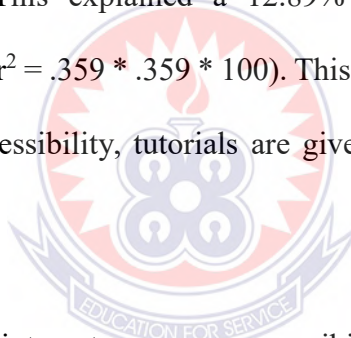 This explained a 12.89%
r² = .359 * .359 * 100). This
essibility, tutorials are give
EDUCATION FOR SERVICE